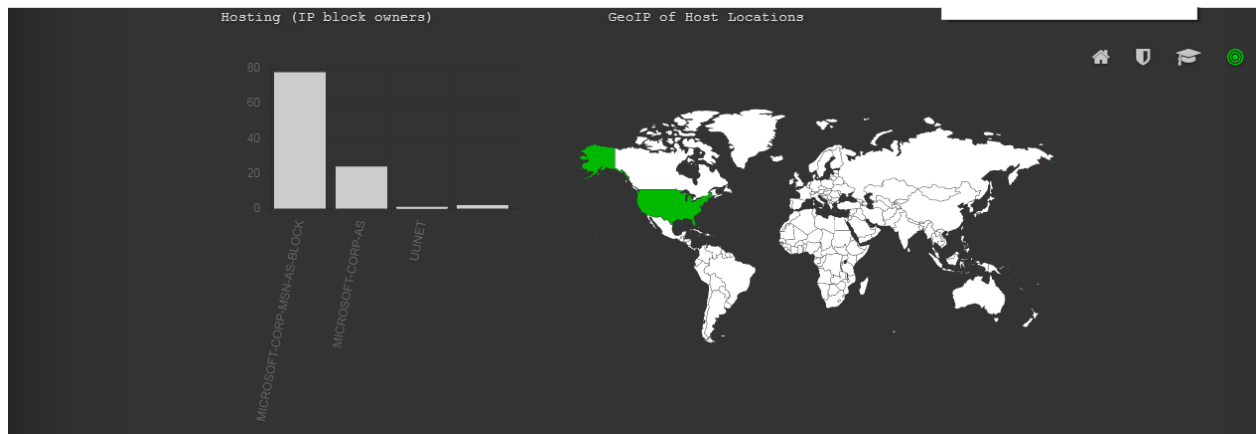 Hosting (IP block owners)
GeoIP of Host Locations
80
60
40
20
0
MICROSOFT-CORP-MSN-AS-BLOCK
MICROSOFT-CORP-AS
UUNET